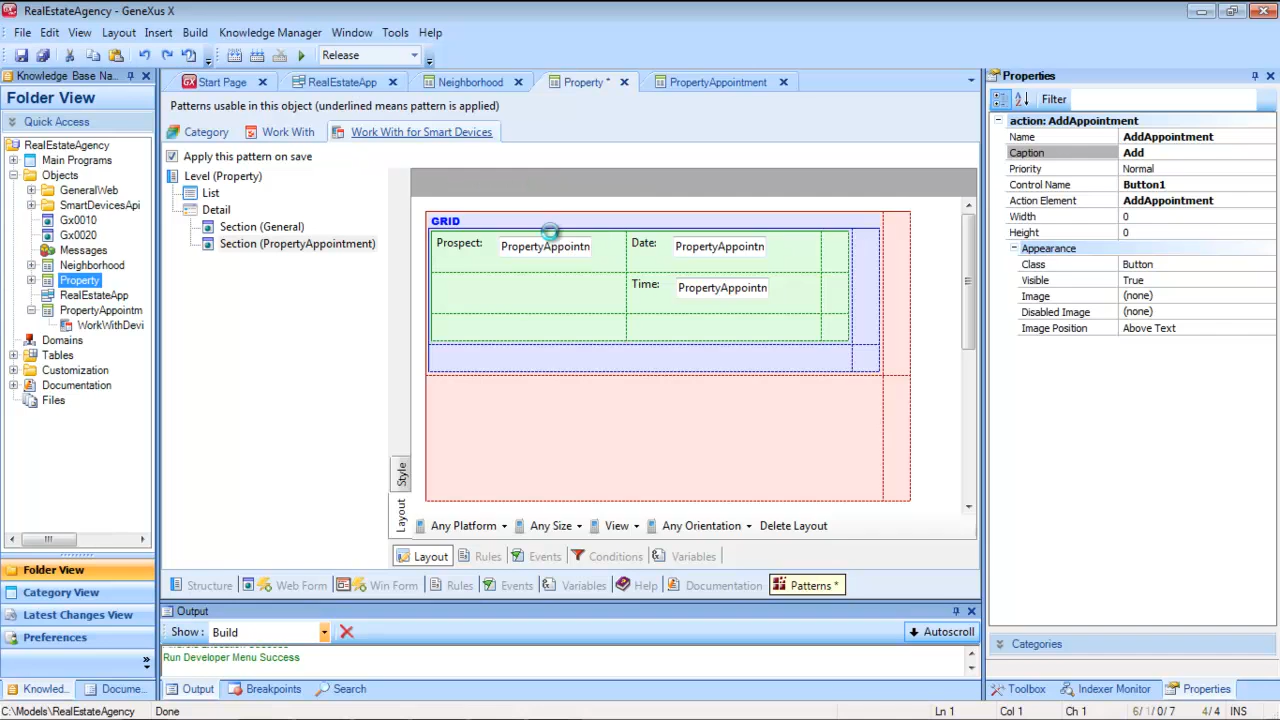 RealEstateAgency - GeneXus X
File Edit View Layout Insert Build Knowledge Manager Window Tools Help
Release
Knowledge Base Na...
Start Page
RealEstateApp
Neighborhood
Property *
PropertyAppointment
Properties
Folder View
Quick Access
RealEstateAgency
Main Programs
Objects
GeneralWeb
SmartDevicesApi
Gx0010
Gx0020
Messages
Neighborhood
Property
RealEstateApp
PropertyAppointm
WorkWithDevi
Domains
Tables
Customization
Documentation
Files
Folder View
Category View
Latest Changes View
Preferences
Knowled...
Docume...
Patterns usable in this object (underlined means pattern is applied)
Category
Work With
Work With for Smart Devices
Apply this pattern on save
Level (Property)
List
Detail
Section (General)
Section (PropertyAppointment)
GRID
Prospect: PropertyAppointn Date: PropertyAppointn
Time: PropertyAppointn
Style
Layout
Any Platform Any Size View Any Orientation Delete Layout
Layout Rules Events Conditions Variables
Structure Web Form Win Form Rules Events Variables Help Documentation Patterns *
Output
Show : Build Autoscroll
Run Developer Menu Success
Output Breakpoints Search
Filter
action: AddAppointment
Name AddAppointment
Caption Add
Priority Normal
Control Name Button1
Action Element AddAppointment
Width 0
Height 0
Appearance
Class Button
Visible True
Image (none)
Disabled Image (none)
Image Position Above Text
Categories
Toolbox Indexer Monitor Properties
C:\Models\RealEstateAgency Done Ln 1 Col 1 Ch 1 6/ 1/ 0/ 7 4/ 4 INS